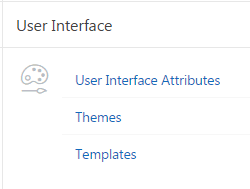 User Interface
User Interface Attributes
Themes
Templates